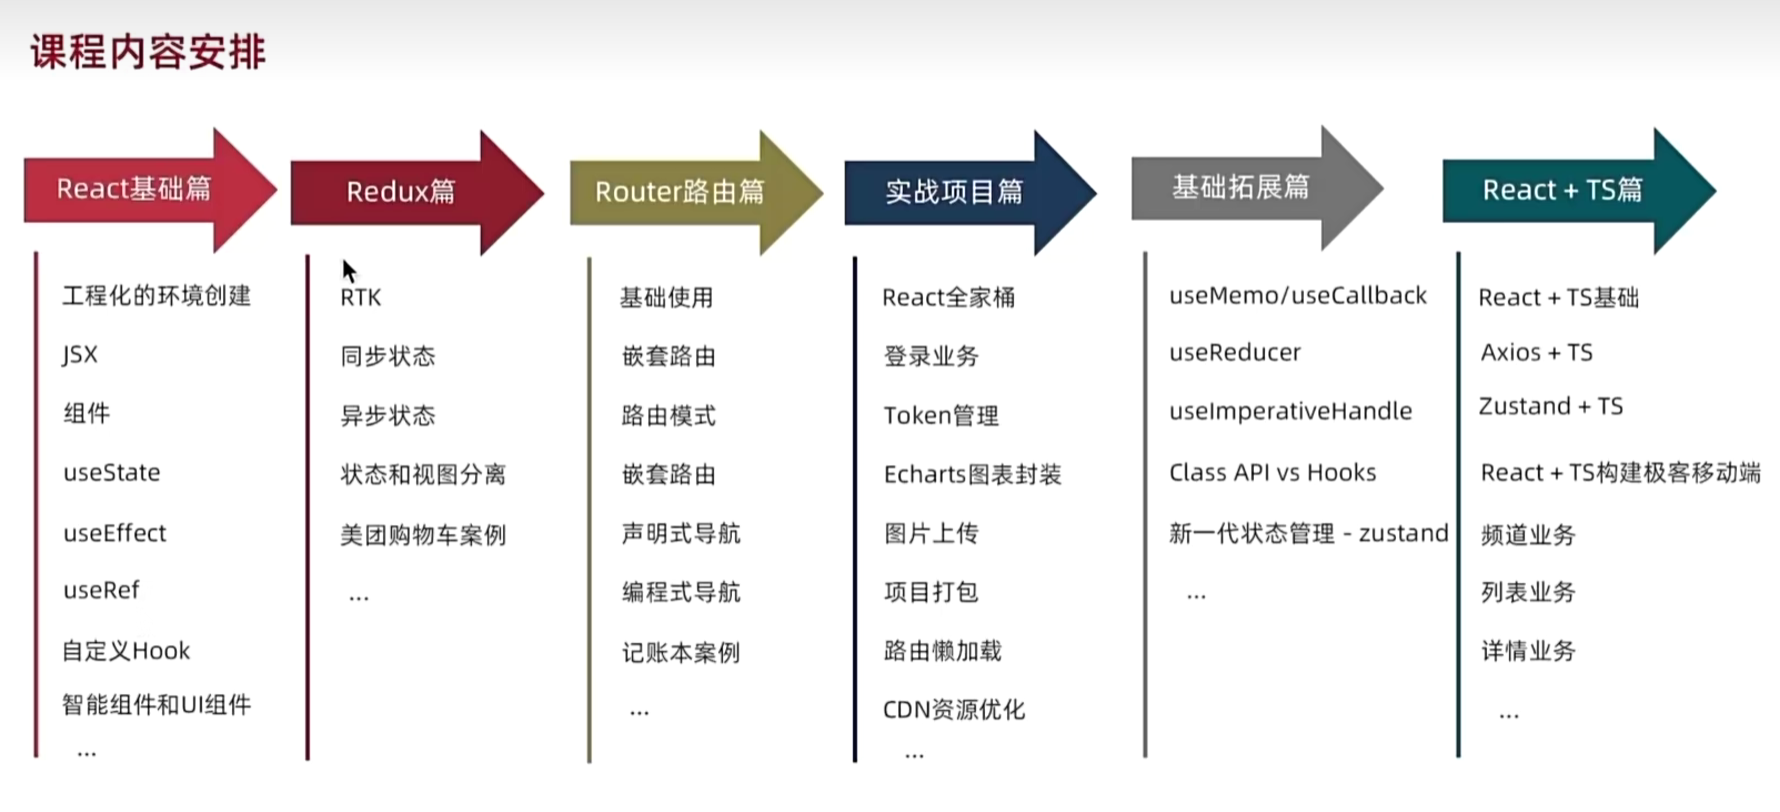 课程内容安排
React基础篇
工程化的环境创建
JSX
组件
useState
useEffect
useRef
自定义Hook
智能组件和UI组件
...
Redux篇
RTK
同步状态
异步状态
状态和视图分离
美团购物车案例
...
Router路由篇
基础使用
嵌套路由
路由模式
嵌套路由
声明式导航
编程式导航
记账本案例
...
实战项目篇
React全家桶
登录业务
Token管理
Echarts图表封装
图片上传
项目打包
路由懒加载
CDN资源优化
...
基础拓展篇
useMemo/useCallback
useReducer
useImperativeHandle
Class API vs Hooks
新一代状态管理 - zustand
...
React + TS篇
React + TS基础
Axios + TS
Zustand + TS
React + TS构建极客移动端
频道业务
列表业务
详情业务
...